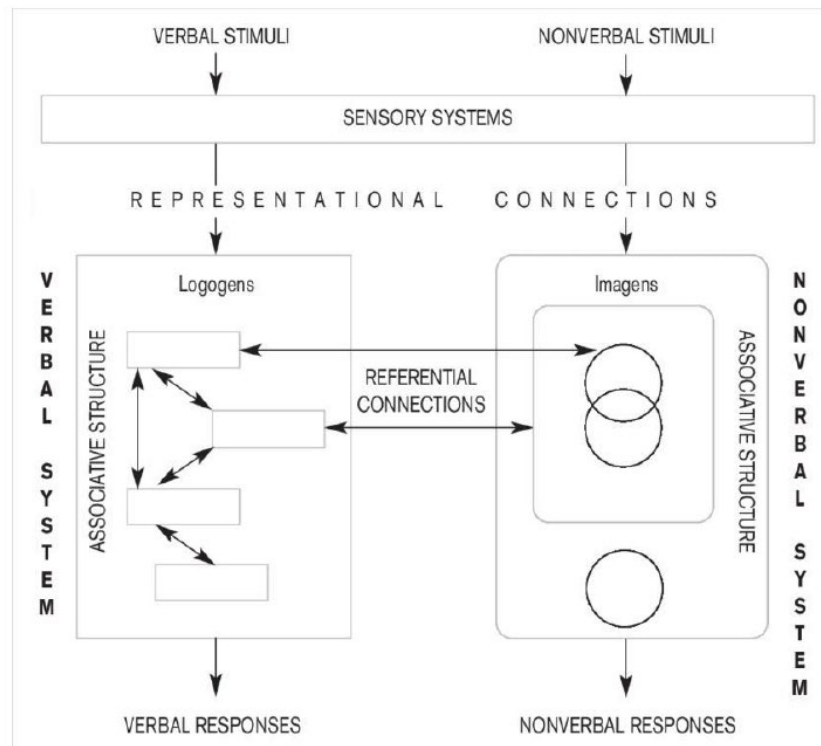 VERBAL STIMULI
NONVERBAL STIMULI
SENSORY SYSTEMS
REPRESENTATIONAL CONNECTIONS
VERBAL SYSTEM
Logogens
ASSOCIATIVE STRUCTURE
REFERENTIAL
CONNECTIONS
Imagens
ASSOCIATIVE STRUCTURE
NONVERBAL SYSTEM
VERBAL RESPONSES
NONVERBAL RESPONSES